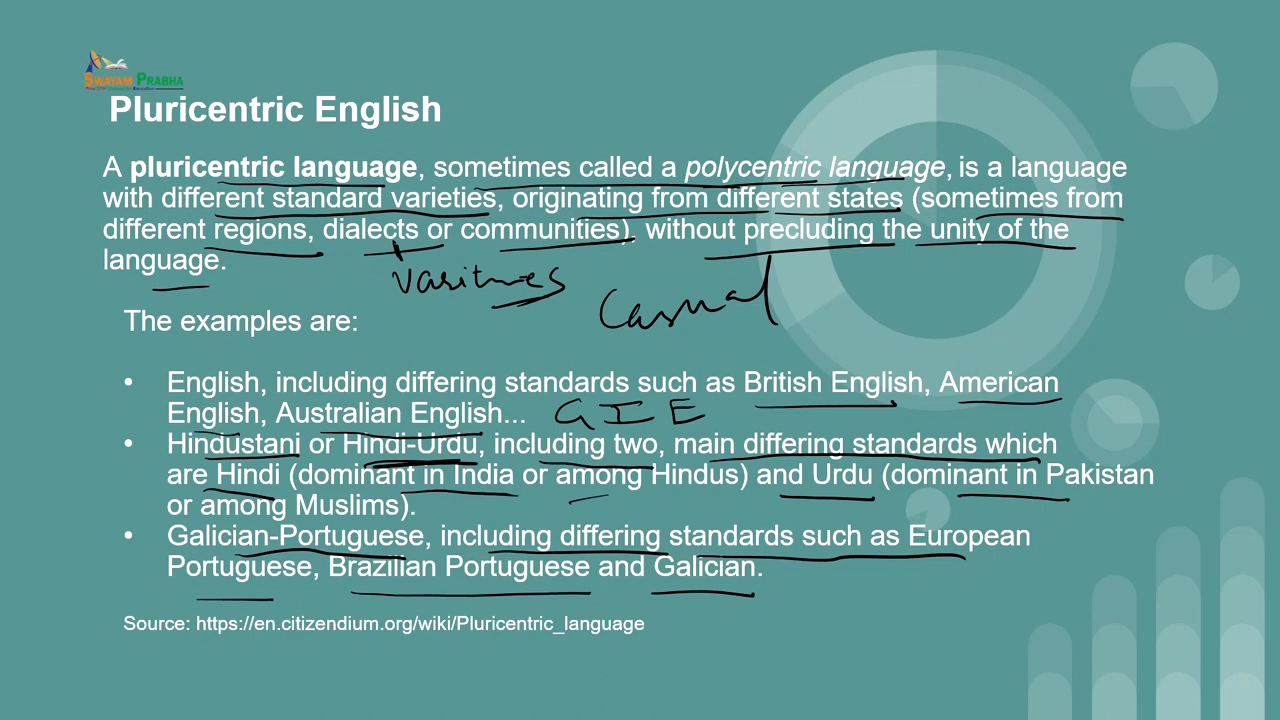 SWAYAM PRABHA
Pluricentric English
A pluricentric language, sometimes called a polycentric language, is a language
with different standard varieties, originating from different states (sometimes from
different regions, dialects or communities), without precluding the unity of the
language.
Casual
The examples are:
• English, including differing standards such as British English, American
English, Australian English... GIE
• Hindustani or Hindi-Urdu, including two, main differing standards which
are Hindi (dominant in India or among Hindus) and Urdu (dominant in Pakistan
or among Muslims).
• Galician-Portuguese, including differing standards such as European
Portuguese, Brazilian Portuguese and Galician.
Source: https://en.citizendium.org/wiki/Pluricentric_language